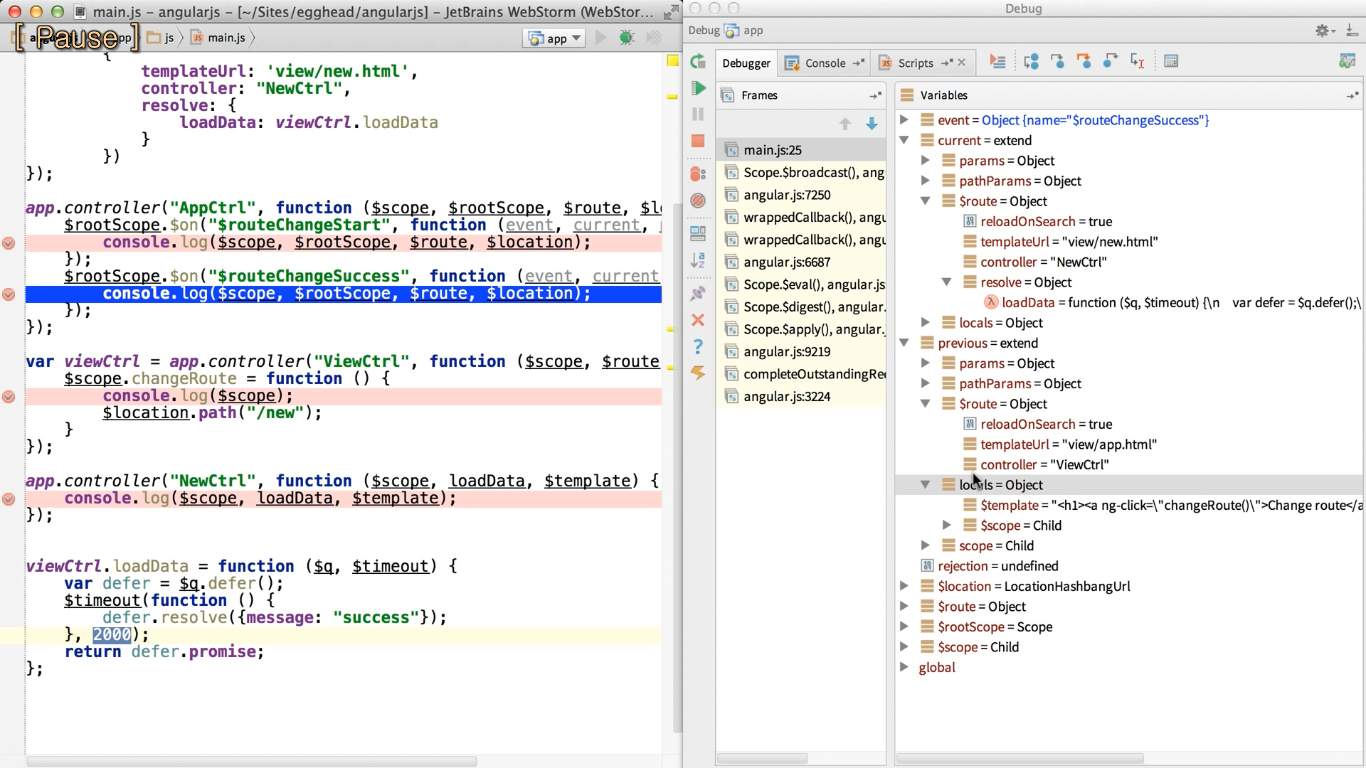 main.js – angularjs – [~/Sites/egghead/angularjs] – JetBrains WebStorm (WebStor...
[ Pause ]
js
main.js
app
{
templateUrl: 'view/new.html',
controller: "NewCtrl",
resolve: {
loadData: viewCtrl.loadData
}
})
});
app.controller("AppCtrl", function ($scope, $rootScope, $route, $l
$rootScope.$on("$routeChangeStart", function (event, current,
console.log($scope, $rootScope, $route, $location);
});
$rootScope.$on("$routeChangeSuccess", function (event, current
console.log($scope, $rootScope, $route, $location);
});
});
var viewCtrl = app.controller("ViewCtrl", function ($scope, $route
$scope.changeRoute = function () {
console.log($scope);
$location.path("/new");
}
});
app.controller("NewCtrl", function ($scope, loadData, $template) {
console.log($scope, loadData, $template);
});
viewCtrl.loadData = function ($q, $timeout) {
var defer = $q.defer();
$timeout(function () {
defer.resolve({message: "success"});
}, 2000);
return defer.promise;
};
Debug
Debug app
Debugger
Console
Scripts
Frames
main.js:25
Scope.$broadcast(), ang
angular.js:7250
wrappedCallback(), angu
wrappedCallback(), angu
angular.js:6687
Scope.$eval(), angular.js
Scope.$digest(), angular.
Scope.$apply(), angular.
angular.js:9219
completeOutstandingRe
angular.js:3224
Variables
event = Object {name="$routeChangeSuccess"}
current = extend
params = Object
pathParams = Object
$route = Object
reloadOnSearch = true
templateUrl = "view/new.html"
controller = "NewCtrl"
resolve = Object
loadData = function ($q, $timeout) {\n var defer = $q.defer();\
locals = Object
previous = extend
params = Object
pathParams = Object
$route = Object
reloadOnSearch = true
templateUrl = "view/app.html"
controller = "ViewCtrl"
locals = Object
$template = "<h1><a ng-click=\"changeRoute()\">Change route</a
$scope = Child
scope = Child
rejection = undefined
$location = LocationHashbangUrl
$route = Object
$rootScope = Scope
$scope = Child
global